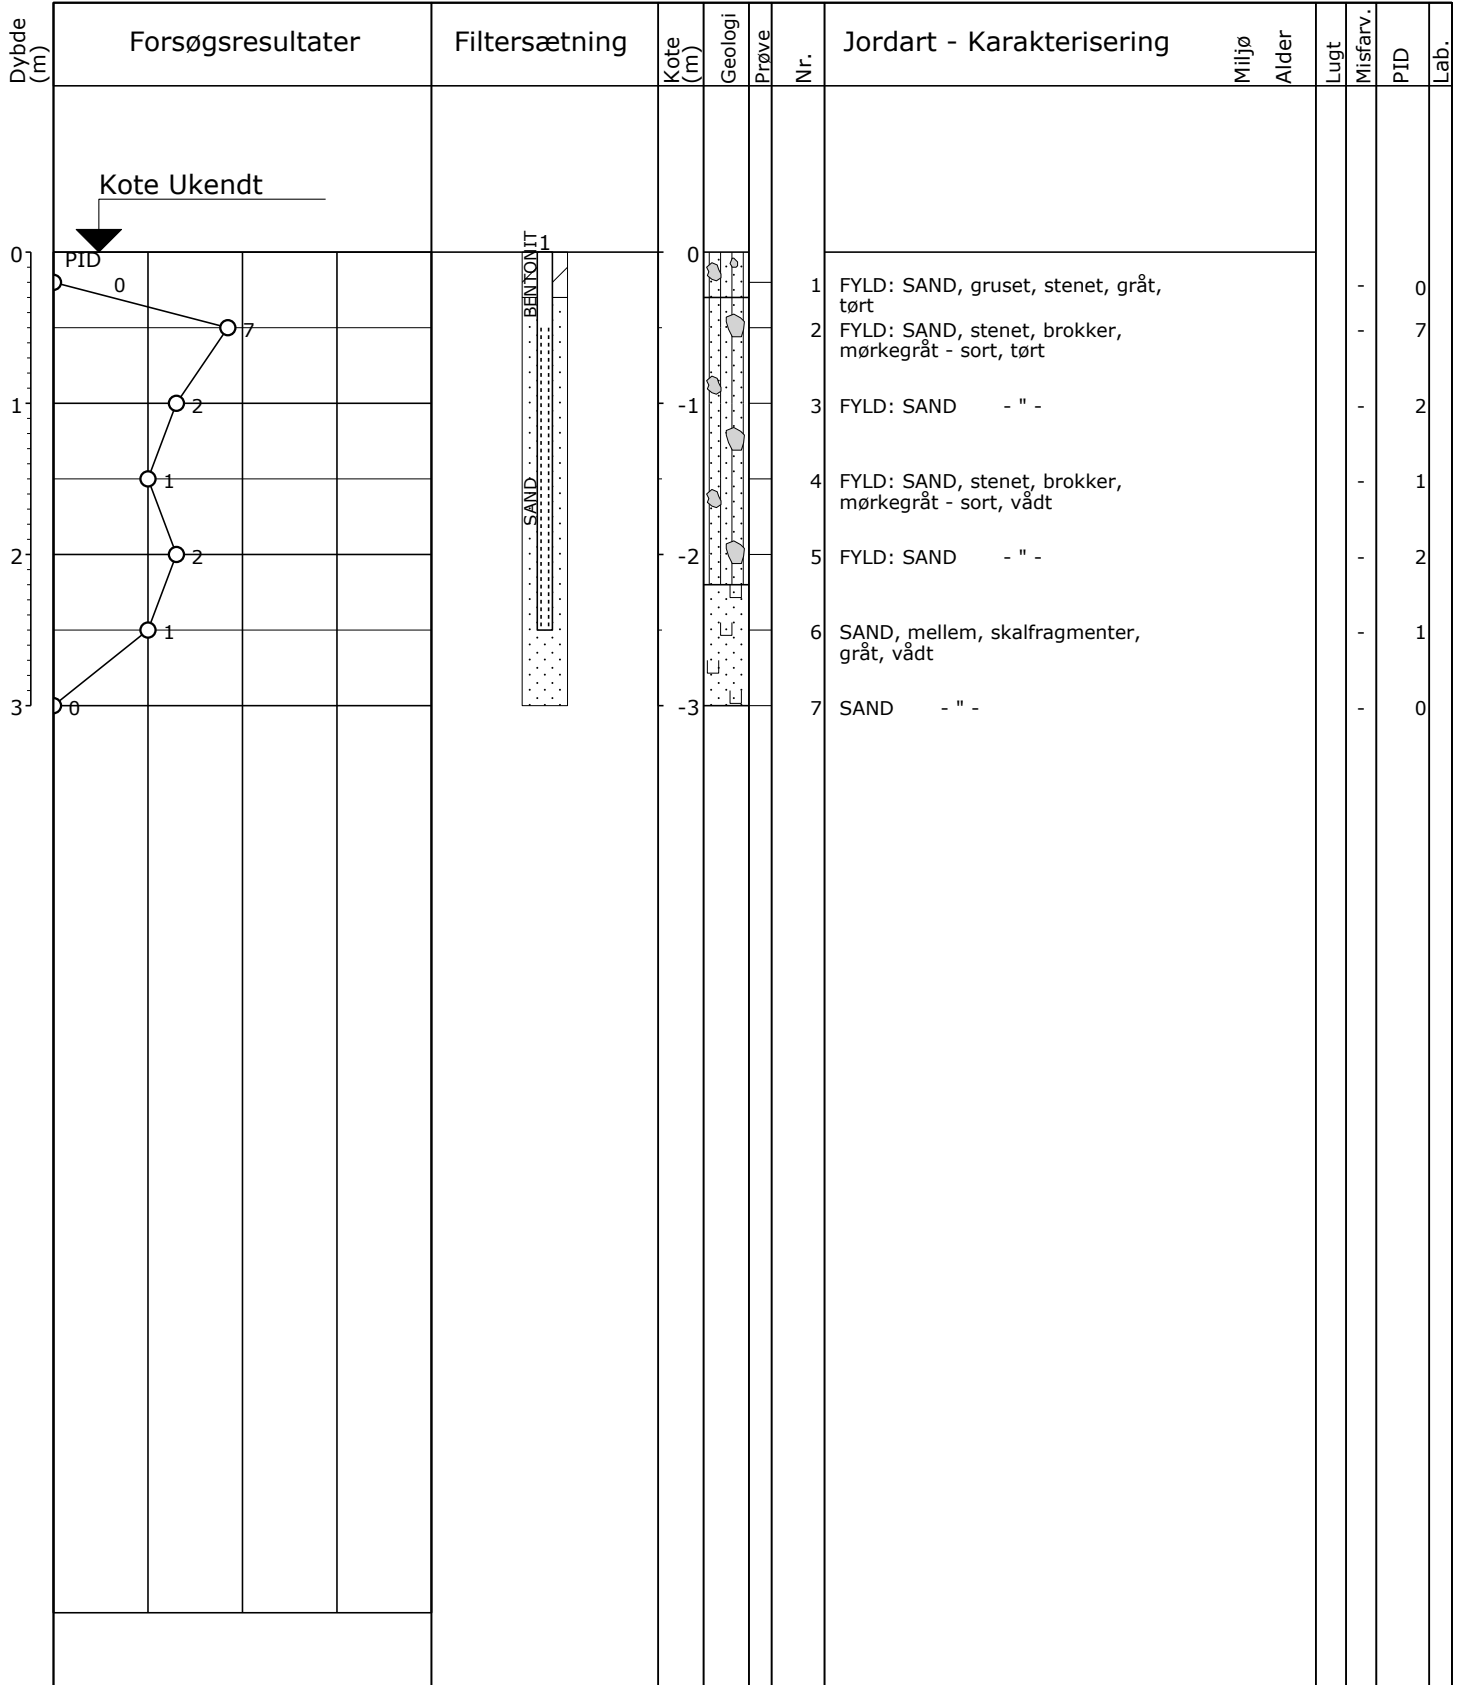 Dybde (m)
Forsøgsresultater
Filtersætning
Kote (m)
Geologi
Prøve
Nr.
Jordart - Karakterisering
Miljø
Alder
Lugt
Misfarv.
PID
Lab.
Kote Ukendt
0
PID
BENTONIT
1
0
0
1 FYLD: SAND, gruset, stenet, gråt, - 0
tørt
7
2 FYLD: SAND, stenet, brokker, - 7
mørkegråt - sort, tørt
1
2
-1
3 FYLD: SAND - " - - 2
1
SAND
4 FYLD: SAND, stenet, brokker, - 1
mørkegråt - sort, vådt
2
2
-2
5 FYLD: SAND - " - - 2
1
6 SAND, mellem, skalfragmenter, - 1
gråt, vådt
3
0
-3
7 SAND - " - - 0